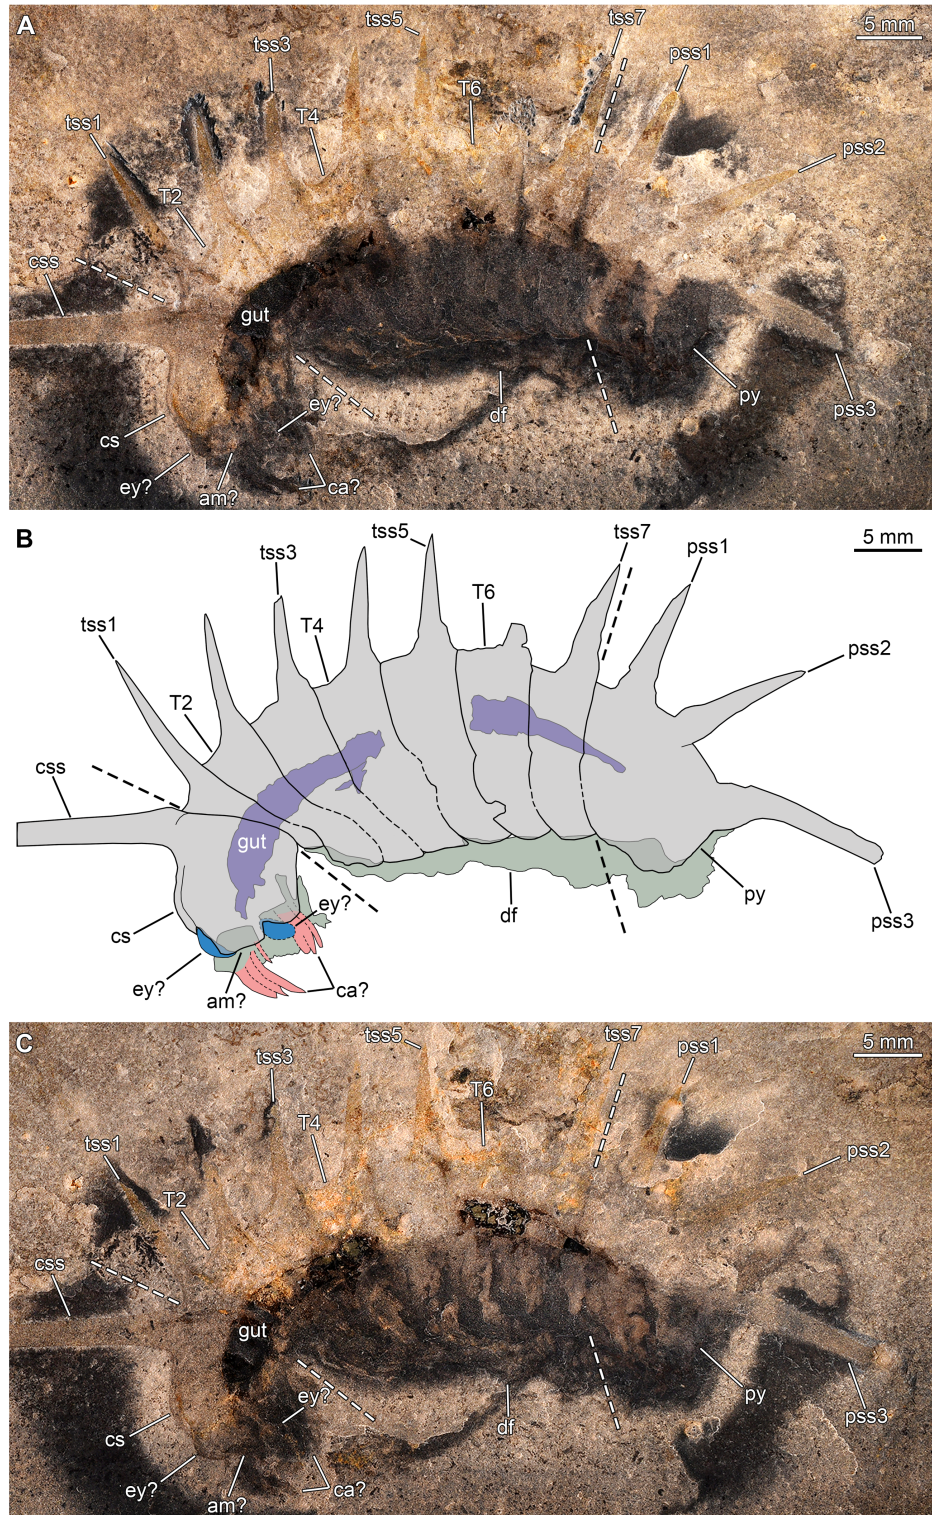 A
tss5
tss7
5 mm
tss3
pss1
T6
T4
tss1
pss2
T2
css
gut
ey?
df
py
pss3
cs
ey?
am?
ca?
B
tss5
tss7
5 mm
tss3
pss1
T6
tss1
T4
pss2
T2
css
gut
ey?
py
df
pss3
cs
ey?
am?
ca?
C
tss5
tss7
5 mm
tss3
pss1
T6
T4
tss1
pss2
T2
css
gut
ey?
py
df
pss3
cs
ey?
am?
ca?